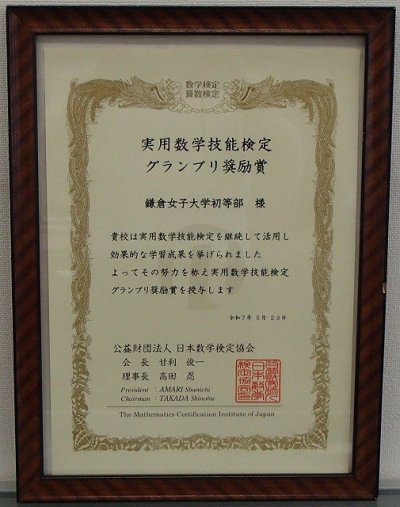 数学検定
算数検定
実用数学技能検定
グランプリ奨励賞
鎌倉女子大学初等部 様
貴校は実用数学技能検定を継続して活用し
効果的な学習成果を挙げられました
よってその努力を称え実用数学技能検定
グランプリ奨励賞を授与します
令和7年 5月 23日
公益財団法人 日本数学検定協会
会 長 甘利 俊一
理事長 高田 忍
President : AMARI Shunichi
Chairman : TAKADA Shinobu
The Mathematics Certification Institute of Japan